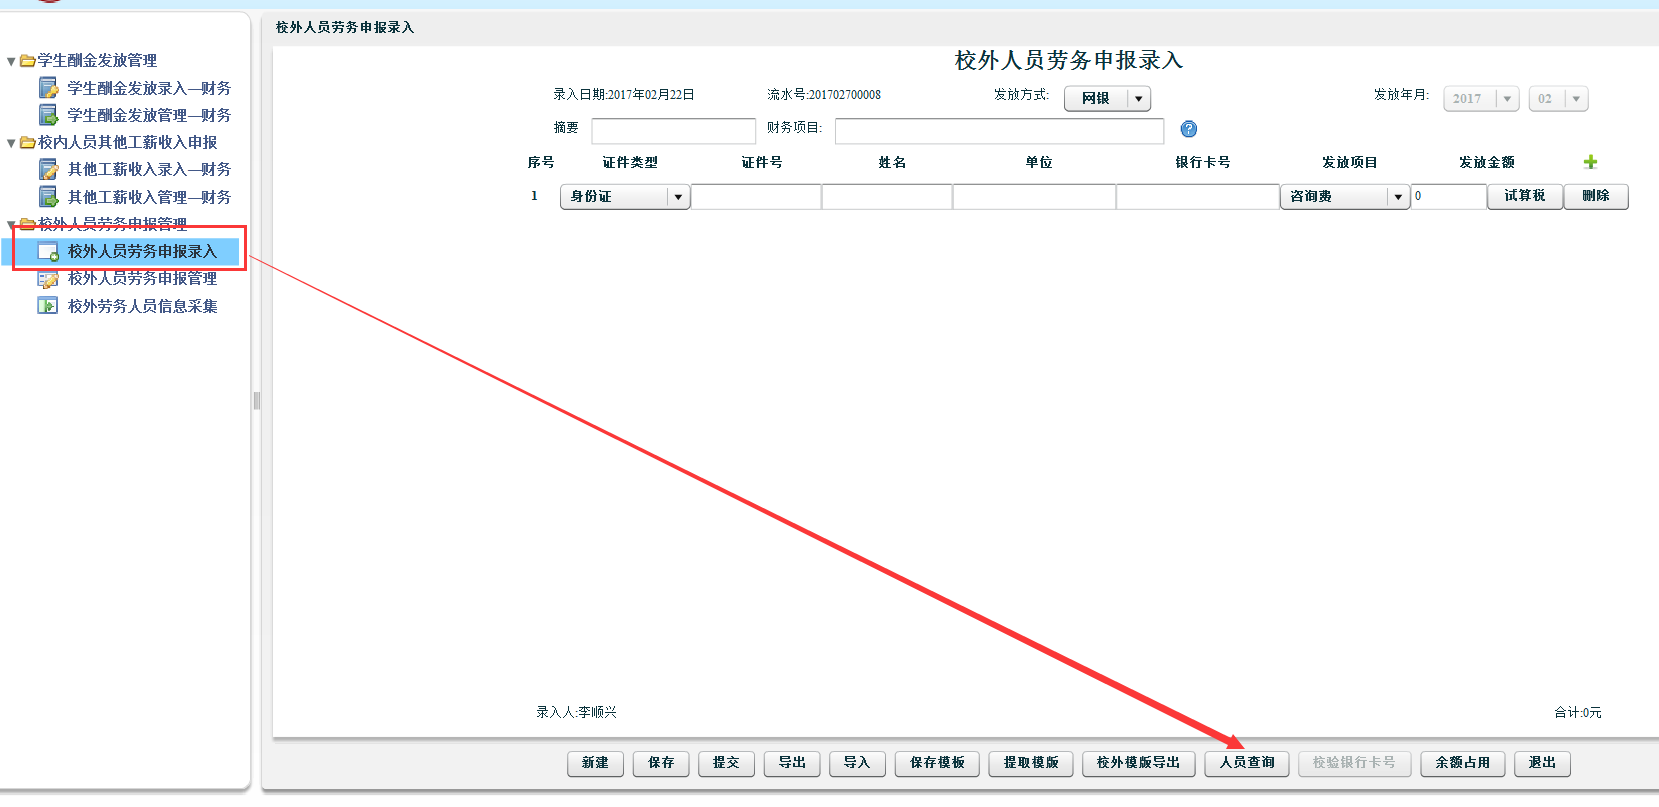 学生酬金发放管理
学生酬金发放录入—财务
学生酬金发放管理—财务
校内人员其他工薪收入申报
其他工薪收入录入—财务
其他工薪收入管理—财务
校外人员劳务申报管理
校外人员劳务申报录入
校外人员劳务申报管理
校外劳务人员信息采集
校外人员劳务申报录入
校外人员劳务申报录入
录入日期:2017年02月22日 流水号:201702700008 发放方式: 网银 发放年月: 2017 02
摘要 财务项目:
序号 证件类型 证件号 姓名 单位 银行卡号 发放项目 发放金额
1 身份证 咨询费 0 试算税 删除
录入人:李顺兴 合计:0元
新建 保存 提交 导出 导入 保存模板 提取模版 校外模版导出 人员查询 校验银行卡号 余额占用 退出